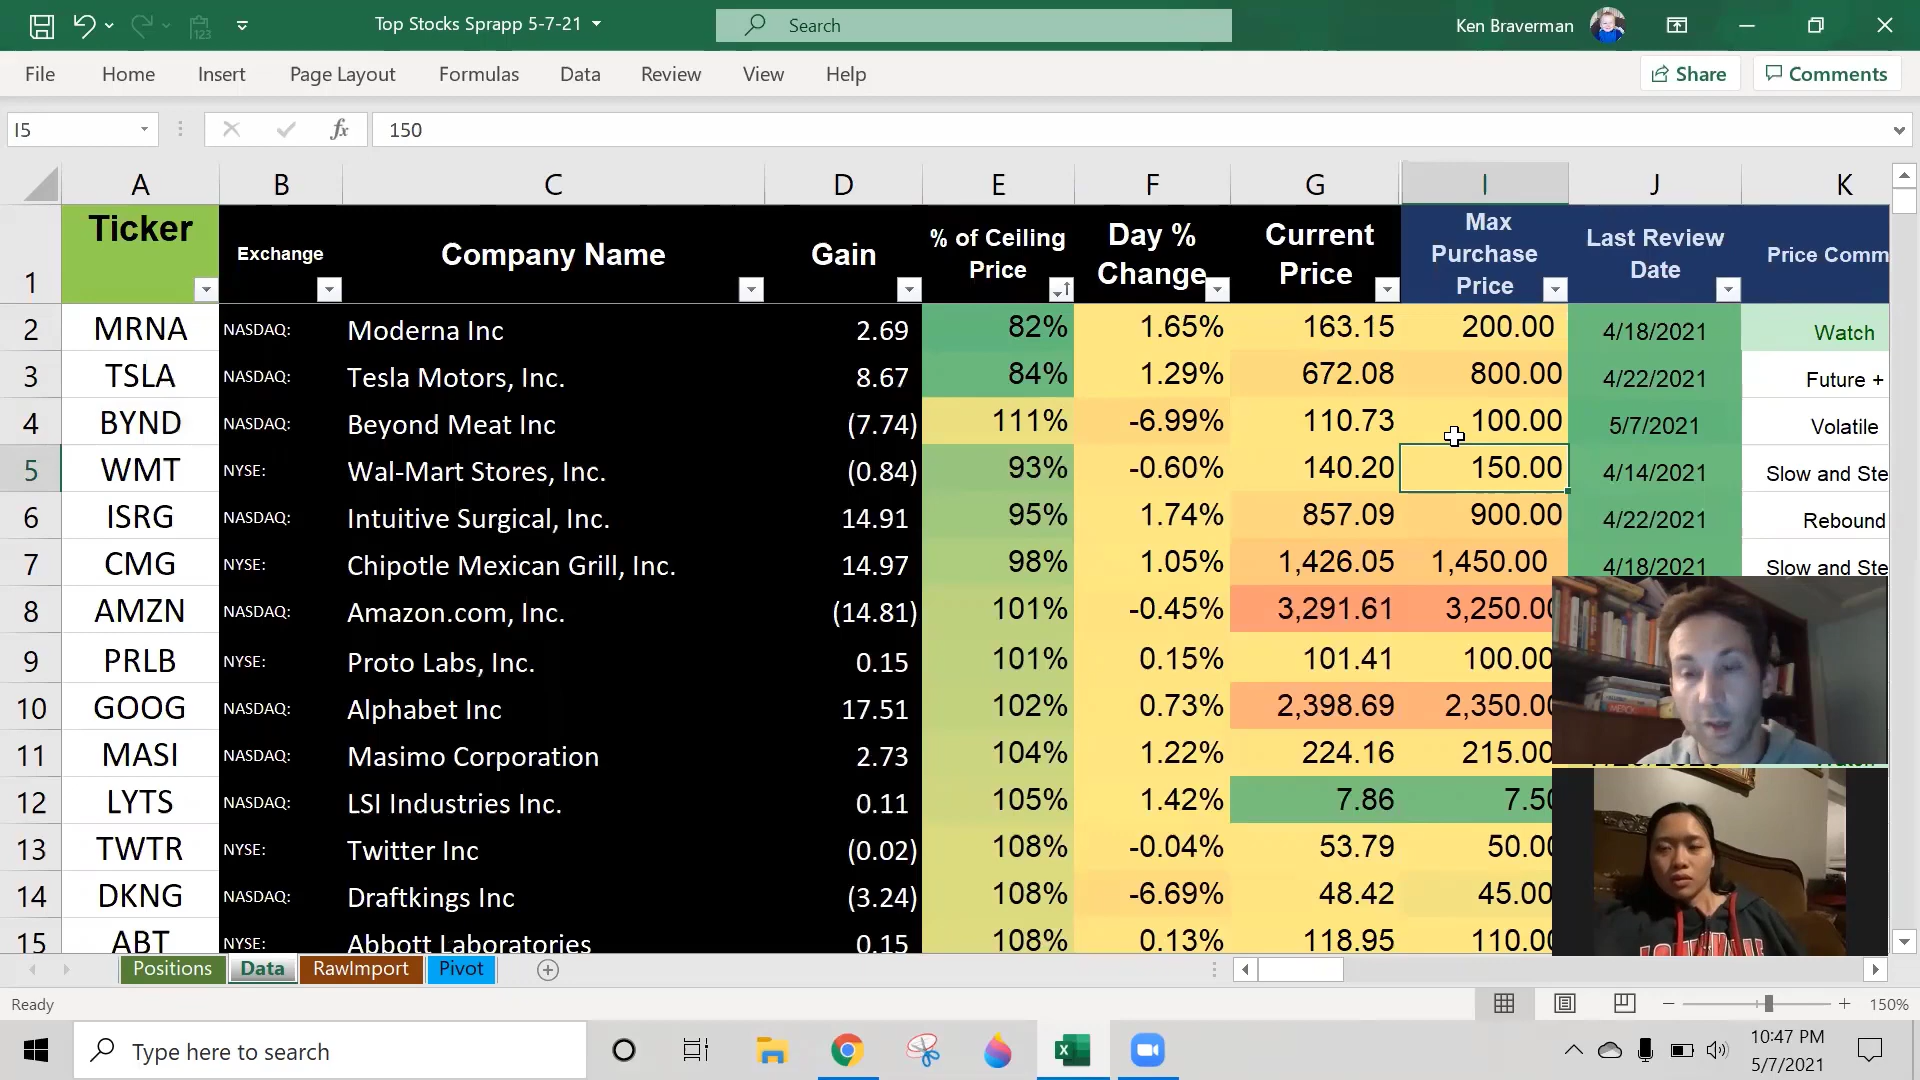 Top Stocks Sprapp 5-7-21
Search
Ken Braverman
File Home Insert Page Layout Formulas Data Review View Help
Share
Comments
I5
fx
150
A B C D E F G I J K
1 Ticker Exchange Company Name Gain % of Ceiling Price Day % Change Current Price Max Purchase Price Last Review Date Price Comm
2 MRNA NASDAQ: Moderna Inc 2.69 82% 1.65% 163.15 200.00 4/18/2021 Watch
3 TSLA NASDAQ: Tesla Motors, Inc. 8.67 84% 1.29% 672.08 800.00 4/22/2021 Future +
4 BYND NASDAQ: Beyond Meat Inc (7.74) 111% -6.99% 110.73 100.00 5/7/2021 Volatile
5 WMT NYSE: Wal-Mart Stores, Inc. (0.84) 93% -0.60% 140.20 150.00 4/14/2021 Slow and Ste
6 ISRG NASDAQ: Intuitive Surgical, Inc. 14.91 95% 1.74% 857.09 900.00 4/22/2021 Rebound
7 CMG NYSE: Chipotle Mexican Grill, Inc. 14.97 98% 1.05% 1,426.05 1,450.00 4/18/2021 Slow and Ste
8 AMZN NASDAQ: Amazon.com, Inc. (14.81) 101% -0.45% 3,291.61 3,250.00
9 PRLB NYSE: Proto Labs, Inc. 0.15 101% 0.15% 101.41 100.00
10 GOOG NASDAQ: Alphabet Inc 17.51 102% 0.73% 2,398.69 2,350.00
11 MASI NASDAQ: Masimo Corporation 2.73 104% 1.22% 224.16 215.00
12 LYTS NASDAQ: LSI Industries Inc. 0.11 105% 1.42% 7.86 7.50
13 TWTR NYSE: Twitter Inc (0.02) 108% -0.04% 53.79 50.00
14 DKNG NASDAQ: Draftkings Inc (3.24) 108% -6.69% 48.42 45.00
15 ABT NYSE: Abbott Laboratories 0.15 108% 0.13% 118.95 110.00
Positions Data RawImport Pivot
Ready
150%
Type here to search
10:47 PM
5/7/2021